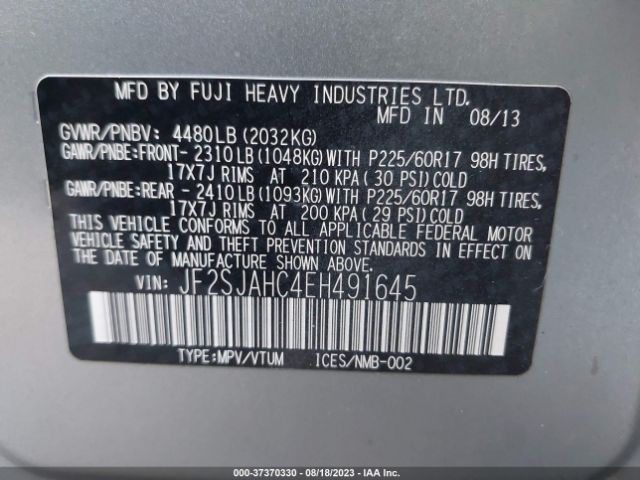 MFD BY FUJI HEAVY INDUSTRIES LTD.
MFD IN 08/13
GVWR/PNBV: 4480LB (2032KG)
GAWR/PNBE:FRONT- 2310LB(1048KG)WITH P225/60R17 98H TIRES,
17X7J RIMS AT 210 KPA (30 PSI)COLD
GAWR/PNBE:REAR -2410LB (1093KG)WITH P225/60R17 98H TIRES,
17X7J RIMS AT 200 KPA (29 PSI)COLD
THIS VEHICLE CONFORMS TO ALL APPLICABLE FEDERAL MOTOR
VEHICLE SAFETY AND THEFT PREVENTION STANDARDS IN EFFECT
ON THE DATE OF MANUFACTURE SHOWN ABOVE.
VIN: JF2SJAHC4EH491645
TYPE:MPV/VTUM ICES/NMB-002
000-37370330 - 08/18/2023 - IAAI.COM